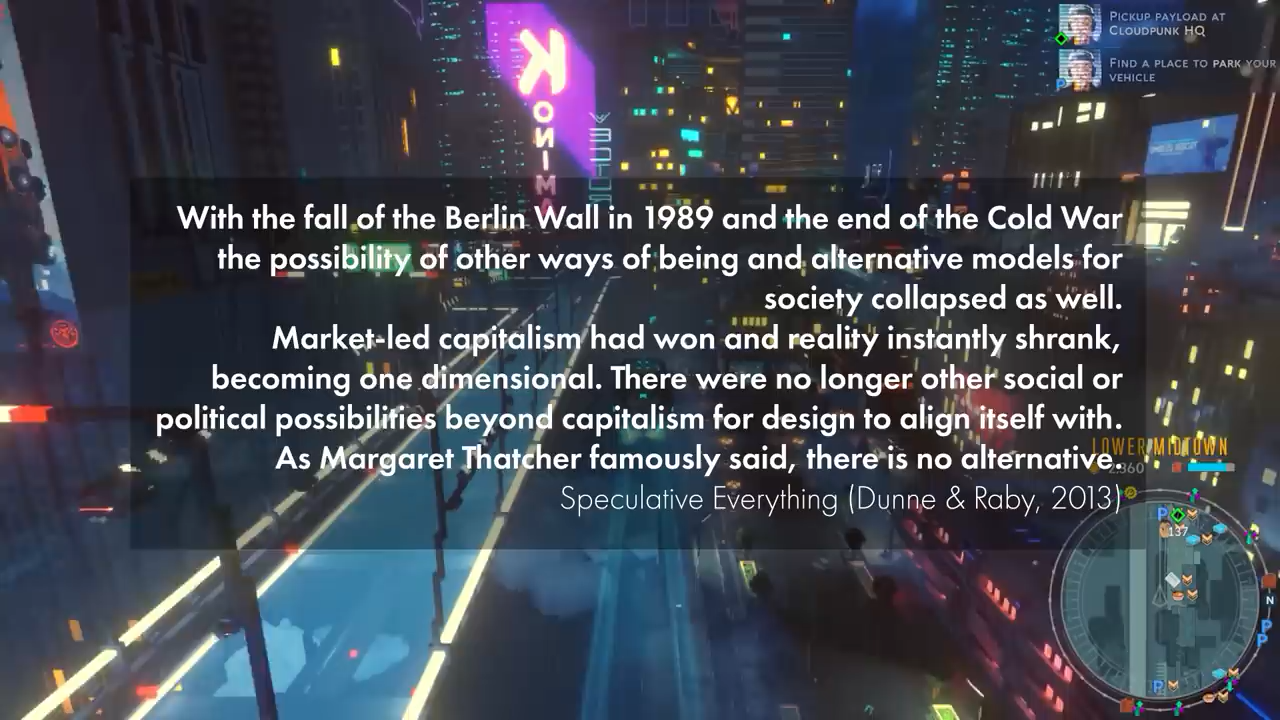 PICKUP PAYLOAD AT
CLOUDPUNK HQ
FIND A PLACE TO PARK YOUR
VEHICLE
KONIMA
With the fall of the Berlin Wall in 1989 and the end of the Cold War
the possibility of other ways of being and alternative models for
society collapsed as well.
Market-led capitalism had won and reality instantly shrank,
becoming one dimensional. There were no longer other social or
political possibilities beyond capitalism for design to align itself with.
As Margaret Thatcher famously said, there is no alternative.
Speculative Everything (Dunne & Raby, 2013)
LOWER MIDTOWN
2,360
P
137
N
P
P
P